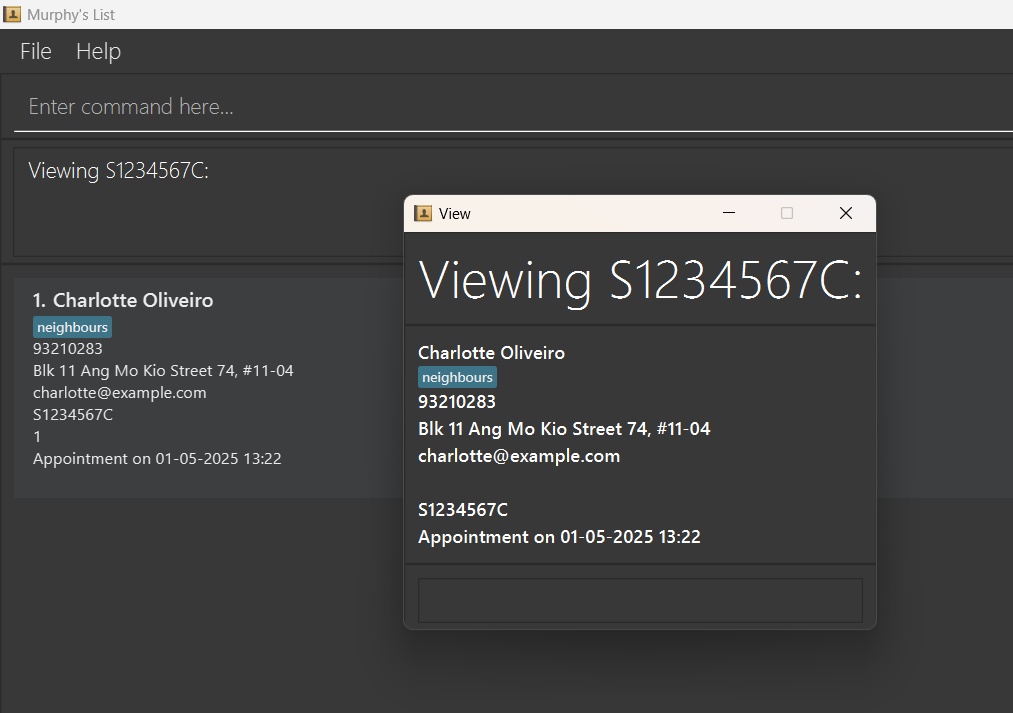 Murphy's List
File Help
Enter command here...
Viewing S1234567C:
1. Charlotte Oliveiro
neighbours
93210283
Blk 11 Ang Mo Kio Street 74, #11-04
charlotte@example.com
S1234567C
1
Appointment on 01-05-2025 13:22
View
Viewing S1234567C:
Charlotte Oliveiro
neighbours
93210283
Blk 11 Ang Mo Kio Street 74, #11-04
charlotte@example.com
S1234567C
Appointment on 01-05-2025 13:22